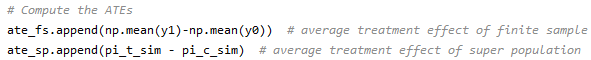 # Compute the ATEs
ate_fs.append(np.mean(y1)-np.mean(y0))  # average treatment effect of finite sample
ate_sp.append(pi_t_sim - pi_c_sim)  # average treatment effect of super population